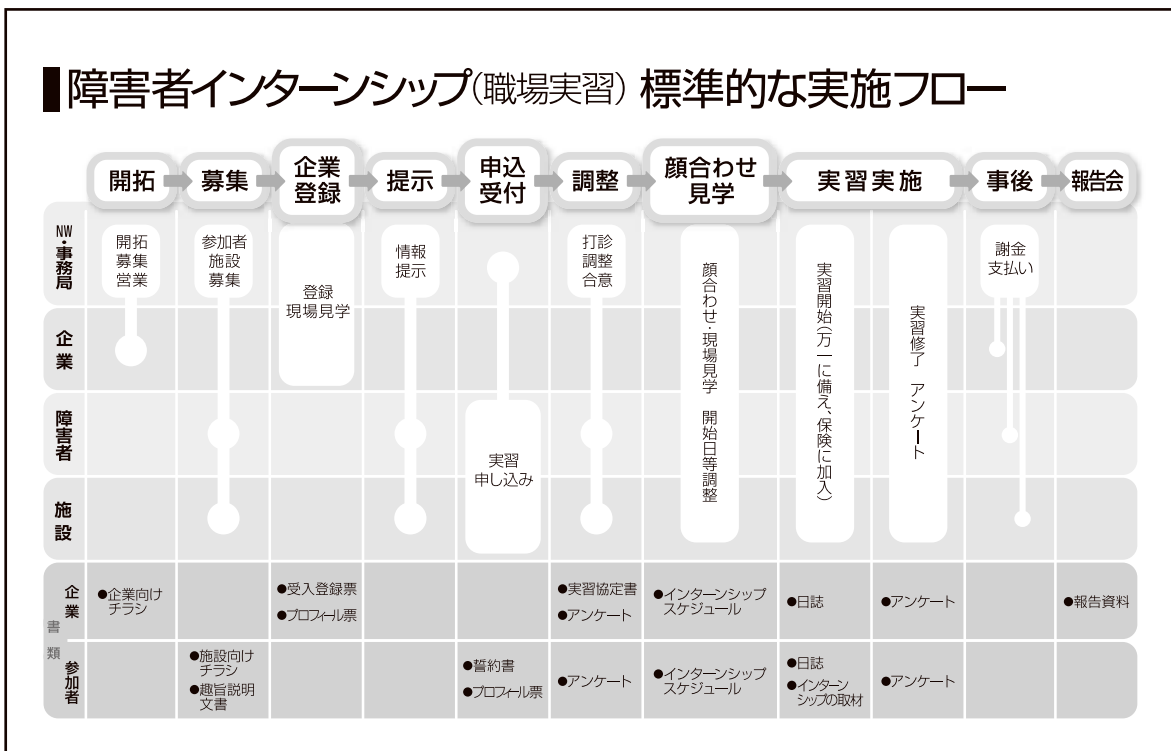 障害者インターンシップ(職場実習) 標準的な実施フロー
開拓
募集
企業
登録
提示
申込
受付
調整
顔合わせ
見学
実習実施
事後
報告会
NW・事務局
開拓
募集
営業
参加者
施設
募集
登録
現場見学
情報
提示
打診
調整
合意
顔合わせ・現場見学 開始日等調整
実習開始(万一に備え、保険に加入)
実習修了 アンケート
謝金
支払い
企業
障害者
実習
申し込み
施設
書類
企業
●企業向け
チラシ
●受入登録票
●プロフィール票
●実習協定書
●アンケート
●インターンシップ
スケジュール
●日誌
●アンケート
●報告資料
参加者
●施設向け
チラシ
●趣旨説明
文書
●誓約書
●プロフィール票
●アンケート
●インターンシップ
スケジュール
●日誌
●インターン
シップの取材
●アンケート